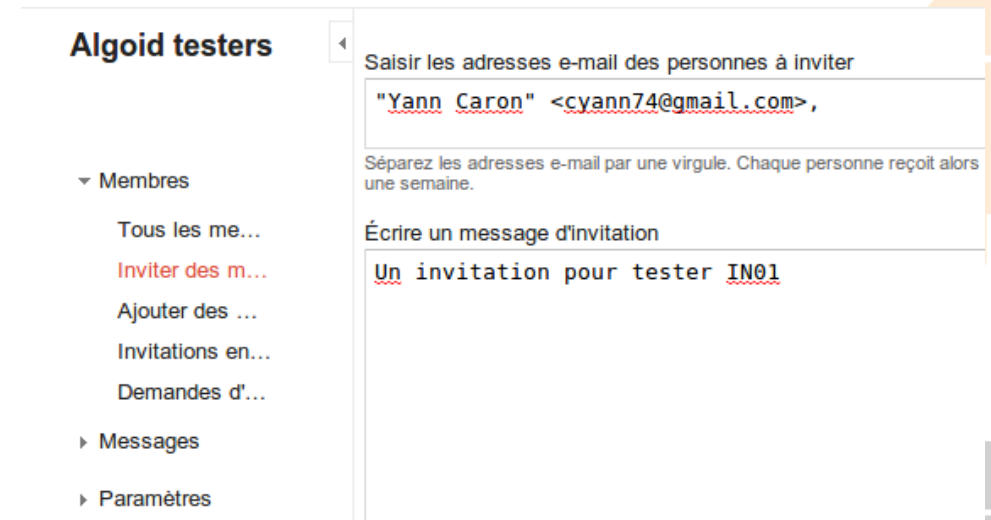 Algoid testers
Membres
Tous les me...
Inviter des m...
Ajouter des ...
Invitations en...
Demandes d'...
Messages
Paramètres
Saisir les adresses e-mail des personnes à inviter
"Yann Caron" <cyann74@gmail.com>,
Séparez les adresses e-mail par une virgule. Chaque personne reçoit alors
une semaine.
Écrire un message d'invitation
Un invitation pour tester IN01